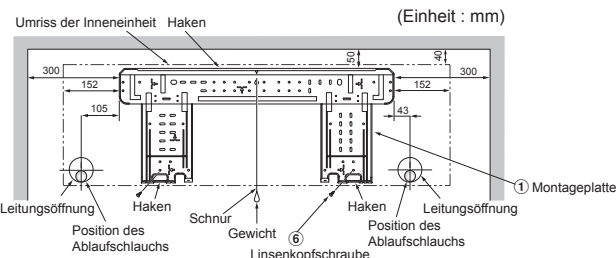 (Einheit : mm)
Umriss der Inneneinheit
Haken
50
40
300
300
152
152
105
43
① Montageplatte
Leitungsöffnung
Haken
Schnur
Haken
Leitungsöffnung
Position des
Ablaufschlauchs
Gewicht
⑥
Linsenkopfschraube
Position des
Ablaufschlauchs